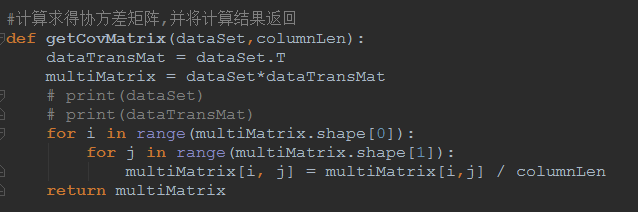 #计算求得协方差矩阵,并将计算结果返回
def getCovMatrix(dataSet,columnLen):
    dataTransMat = dataSet.T
    multiMatrix = dataSet*dataTransMat
    # print(dataSet)
    # print(dataTransMat)
    for i in range(multiMatrix.shape[0]):
        for j in range(multiMatrix.shape[1]):
            multiMatrix[i, j] = multiMatrix[i,j] / columnLen
    return multiMatrix